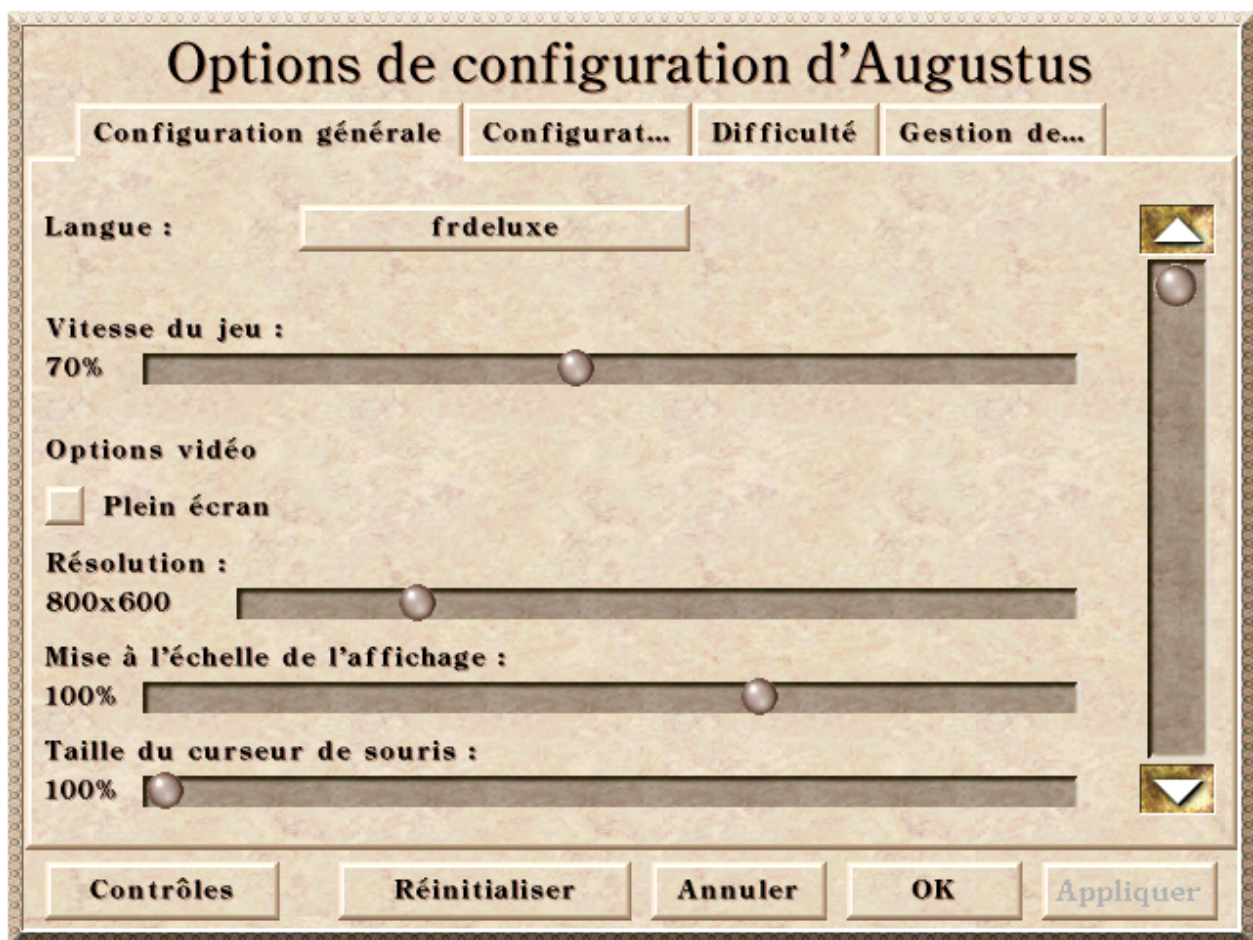 Options de configuration d'Augustus
Configuration générale Configurat... Difficulté Gestion de...
Langue : frdeluxe
Vitesse du jeu :
70%
Options vidéo
Plein écran
Résolution :
800x600
Mise à l'échelle de l'affichage :
100%
Taille du curseur de souris :
100%
Contrôles Réinitialiser Annuler OK Appliquer